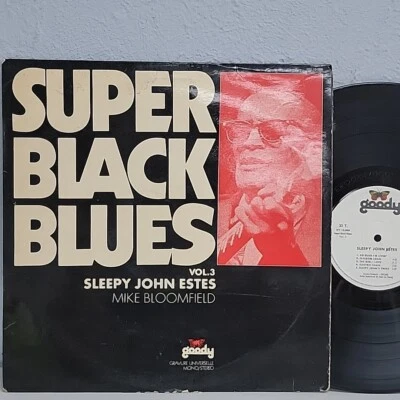 SUPER
BLACK
BLUES
VOL.3
SLEEPY JOHN ESTES
MIKE BLOOMFIELD
goody
GRAVURE UNIVERSELLE
MONO/STEREO
goody
SLEEPY JOHN ESTES